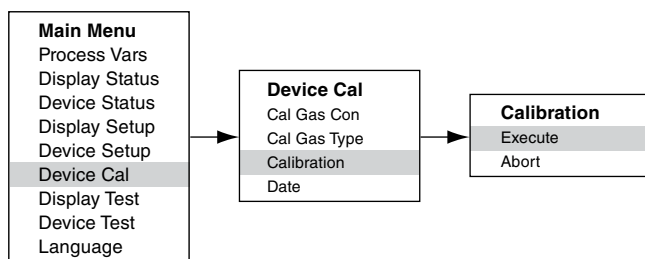 Main Menu
Process Vars
Display Status
Device Status
Display Setup
Device Setup
Device Cal
Display Test
Device Test
Language
Device Cal
Cal Gas Con
Cal Gas Type
Calibration
Date
Calibration
Execute
Abort